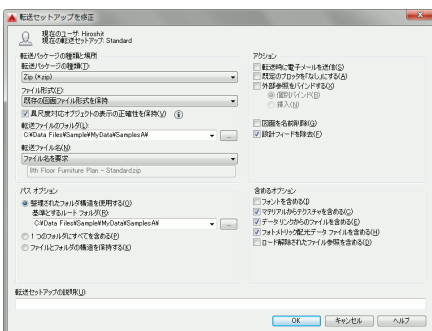 転送セットアップを修正
現在のユーザ: Hiroshit
現在の転送セットアップ: Standard
転送パッケージの種類と場所
転送パッケージの種類(T):
Zip (*.zip)
ファイル形式(F):
既存の図面ファイル形式を保持
異尺度対応オブジェクトの表示の正確性を保持(V)
転送ファイルのフォルダ(L):
C:¥Data Files¥Sample¥MyData¥SamplesA¥
転送ファイル名(N):
ファイル名を要求
9th Floor Furniture Plan - Standard.zip
アクション
転送時に電子メールを送信(S)
既定のプロッタを「なし」にする(A)
外部参照をバインドする(X)
個別バインド(B)
挿入(N)
図面を名前削除(G)
設計フィードを除去(E)
パス オプション
整理されたフォルダ構造を使用する(O)
基準とするルート フォルダ(R):
C:¥Data Files¥Sample¥MyData¥SamplesA¥
1 つのフォルダにすべてを含める(P)
ファイルとフォルダの構造を保持する(K)
含めるオプション
フォントを含める(I)
マテリアルからテクスチャを含める(C)
データ リンクからのファイルを含める(E)
フォトメトリック配光データ ファイルを含める(H)
ロード解除されたファイル参照を含める(D)
転送セットアップの説明(U):
OK
キャンセル
ヘルプ